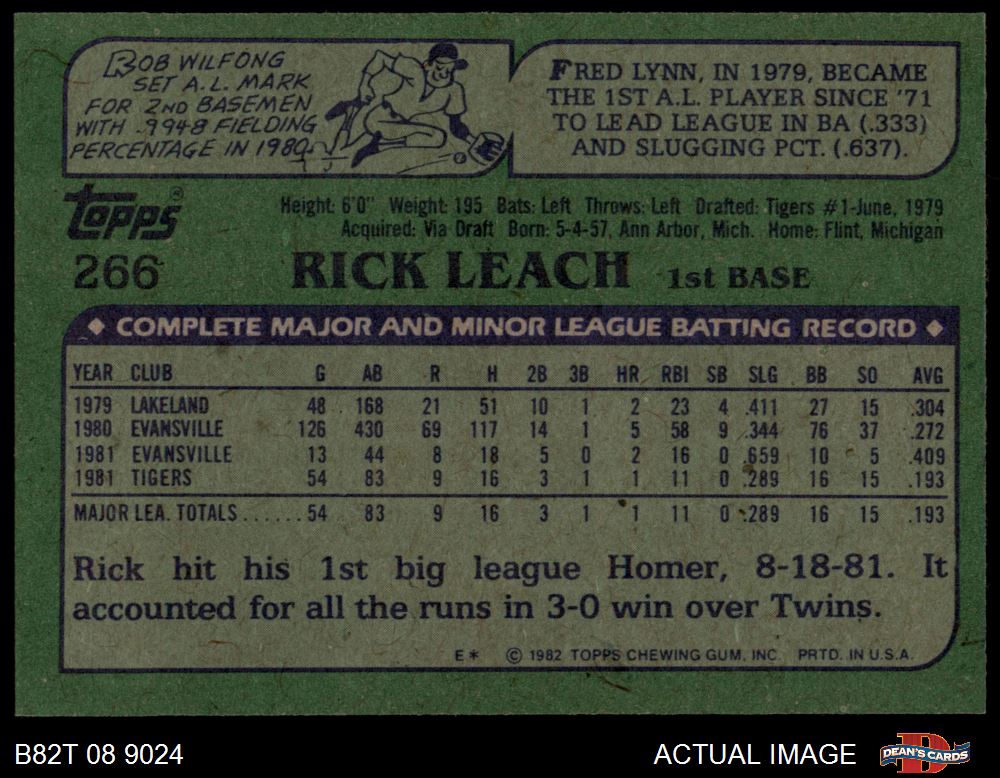 BOB WILFONG
SET A.L. MARK
FOR 2ND BASEMEN
WITH .9948 FIELDING
PERCENTAGE IN 1980.
FRED LYNN, IN 1979, BECAME
THE 1ST A.L. PLAYER SINCE '71
TO LEAD LEAGUE IN BA (.333)
AND SLUGGING PCT. (.637).
Topps®
Height: 6'0" Weight: 195 Bats: Left Throws: Left Drafted: Tigers #1-June, 1979
Acquired: Via Draft Born: 5-4-57, Ann Arbor, Mich. Home: Flint, Michigan
266 RICK LEACH 1st BASE
◆ COMPLETE MAJOR AND MINOR LEAGUE BATTING RECORD ◆
YEAR CLUB G AB R H 2B 3B HR RBI SB SLG BB SO AVG
1979 LAKELAND 48 168 21 51 10 1 2 23 4 .411 27 15 .304
1980 EVANSVILLE 126 430 69 117 14 1 5 58 9 .344 76 37 .272
1981 EVANSVILLE 13 44 8 18 5 0 2 16 0 .659 10 5 .409
1981 TIGERS 54 83 9 16 3 1 1 11 0 .289 16 15 .193
MAJOR LEA. TOTALS ...... 54 83 9 16 3 1 1 11 0 .289 16 15 .193
Rick hit his 1st big league Homer, 8-18-81. It
accounted for all the runs in 3-0 win over Twins.
E* © 1982 TOPPS CHEWING GUM, INC. PRTD. IN U.S.A.
B82T 08 9024 ACTUAL IMAGE DEAN'S CARDS